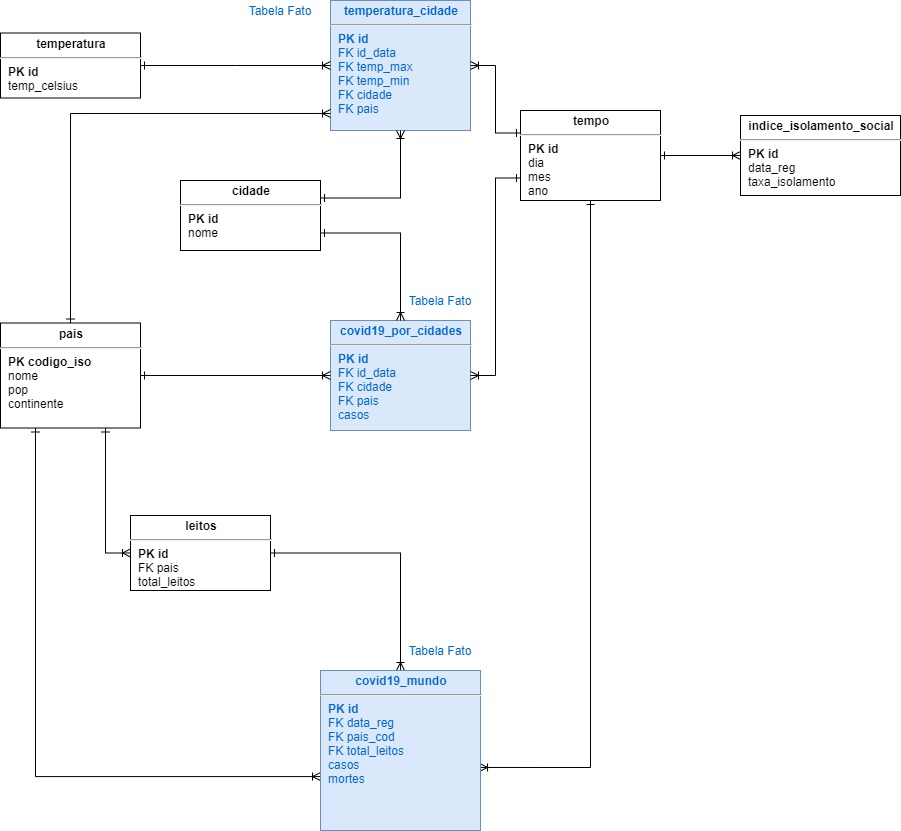 Tabela Fato
temperatura_cidade
PK id
FK id_data
FK temp_max
FK temp_min
FK cidade
FK pais
temperatura
PK id
temp_celsius
tempo
PK id
dia
mes
ano
indice_isolamento_social
PK id
data_reg
taxa_isolamento
cidade
PK id
nome
Tabela Fato
covid19_por_cidades
PK id
FK id_data
FK cidade
FK pais
casos
pais
PK codigo_iso
nome
pop
continente
leitos
PK id
FK pais
total_leitos
Tabela Fato
covid19_mundo
PK id
FK data_reg
FK pais_cod
FK total_leitos
casos
mortes